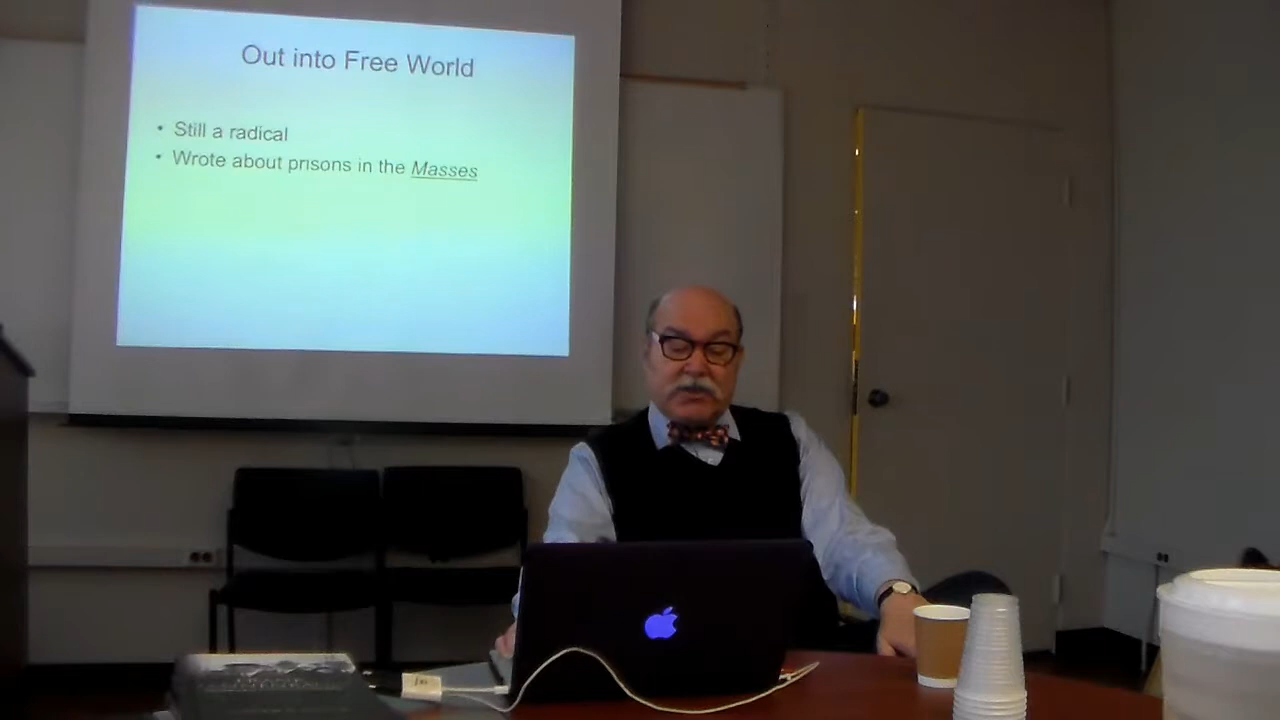 Out into Free World
• Still a radical
• Wrote about prisons in the Masses